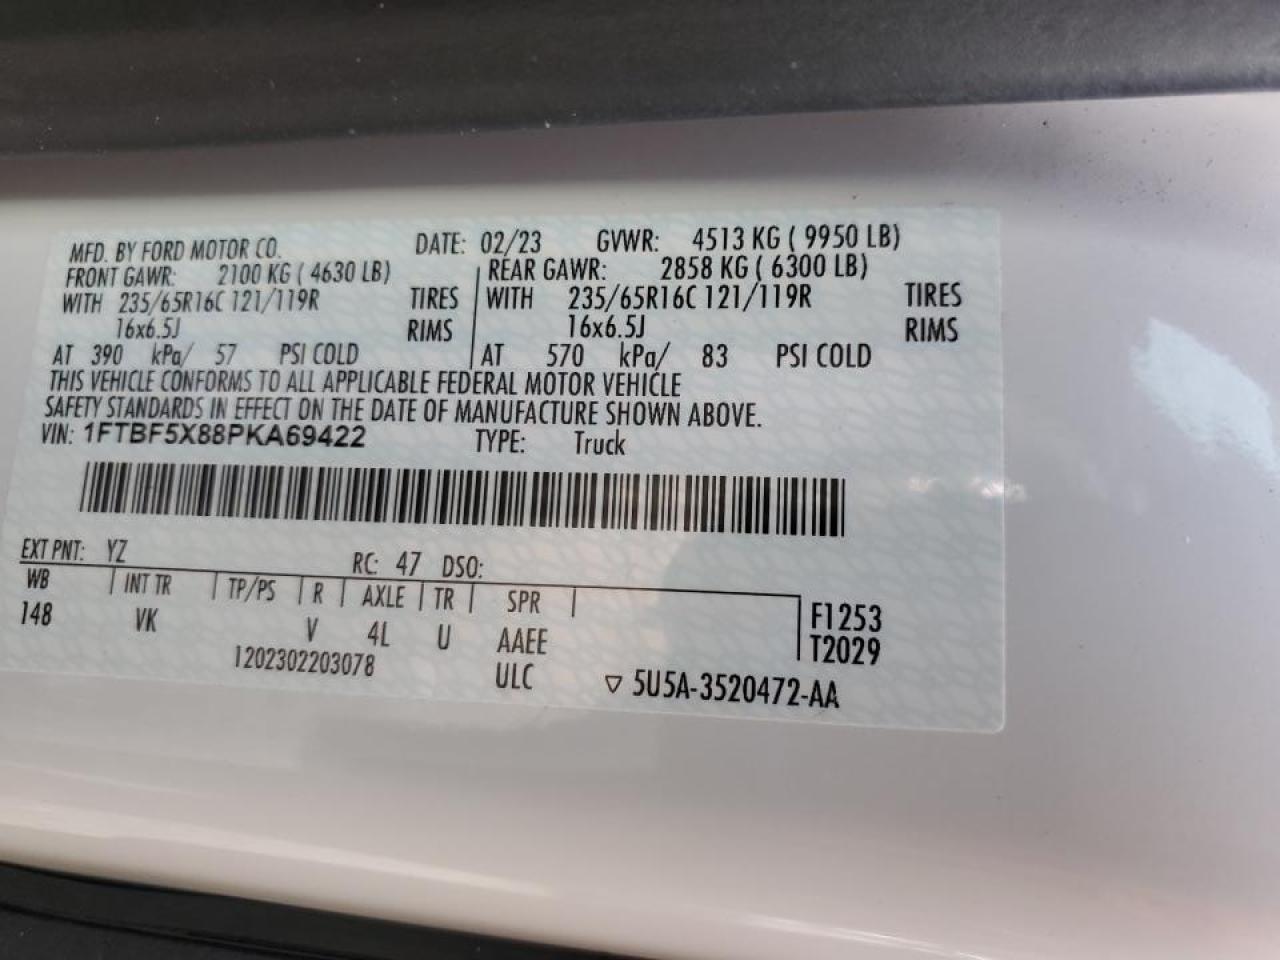 MFD. BY FORD MOTOR CO. DATE: 02/23 GVWR: 4513 KG ( 9950 LB)
FRONT GAWR: 2100 KG ( 4630 LB) REAR GAWR: 2858 KG ( 6300 LB)
WITH 235/65R16C 121/119R TIRES WITH 235/65R16C 121/119R TIRES
16x6.5J RIMS 16x6.5J RIMS
AT 390 kPa/ 57 PSI COLD AT 570 kPa/ 83 PSI COLD
THIS VEHICLE CONFORMS TO ALL APPLICABLE FEDERAL MOTOR VEHICLE
SAFETY STANDARDS IN EFFECT ON THE DATE OF MANUFACTURE SHOWN ABOVE.
VIN: 1FTBF5X88PKA69422 TYPE: Truck
EXT PNT: YZ RC: 47 DSO:
WB INT TR TP/PS R AXLE TR SPR F1253
148 VK V 4L U AAEE T2029
1202302203078 ULC ▽ 5U5A-3520472-AA